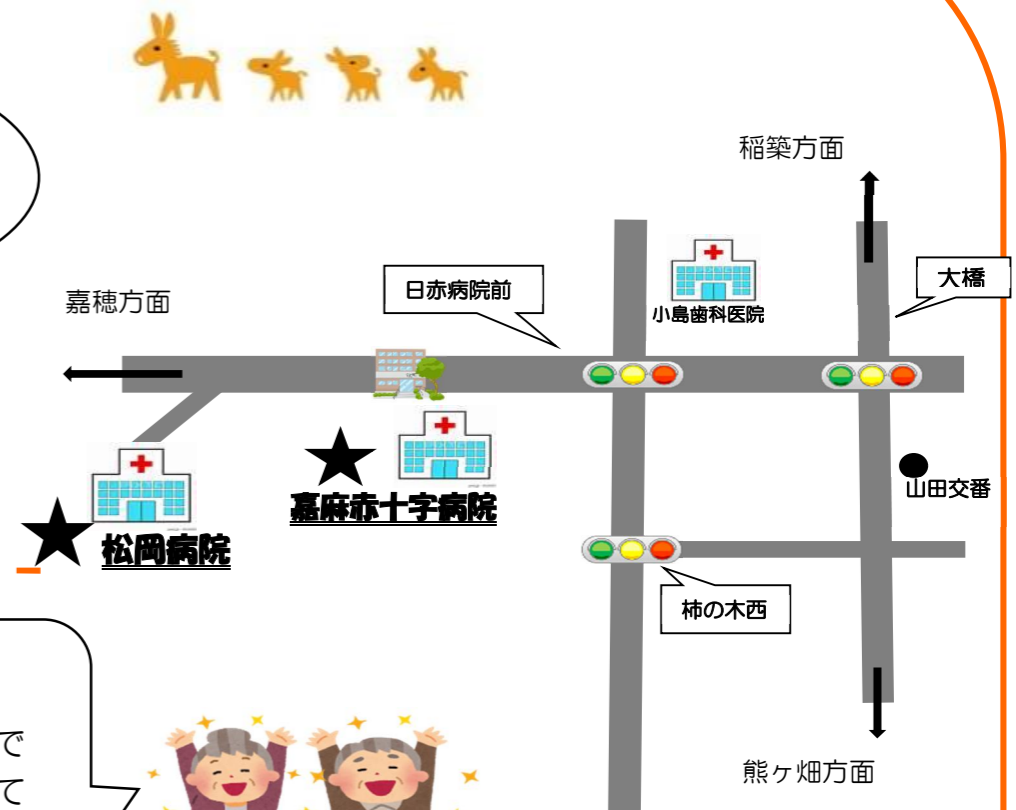 稲築方面
大橋
日赤病院前
嘉穂方面
小島歯科医院
山田交番
嘉麻赤十字病院
松岡病院
柿の木西
で
て
熊ヶ畑方面